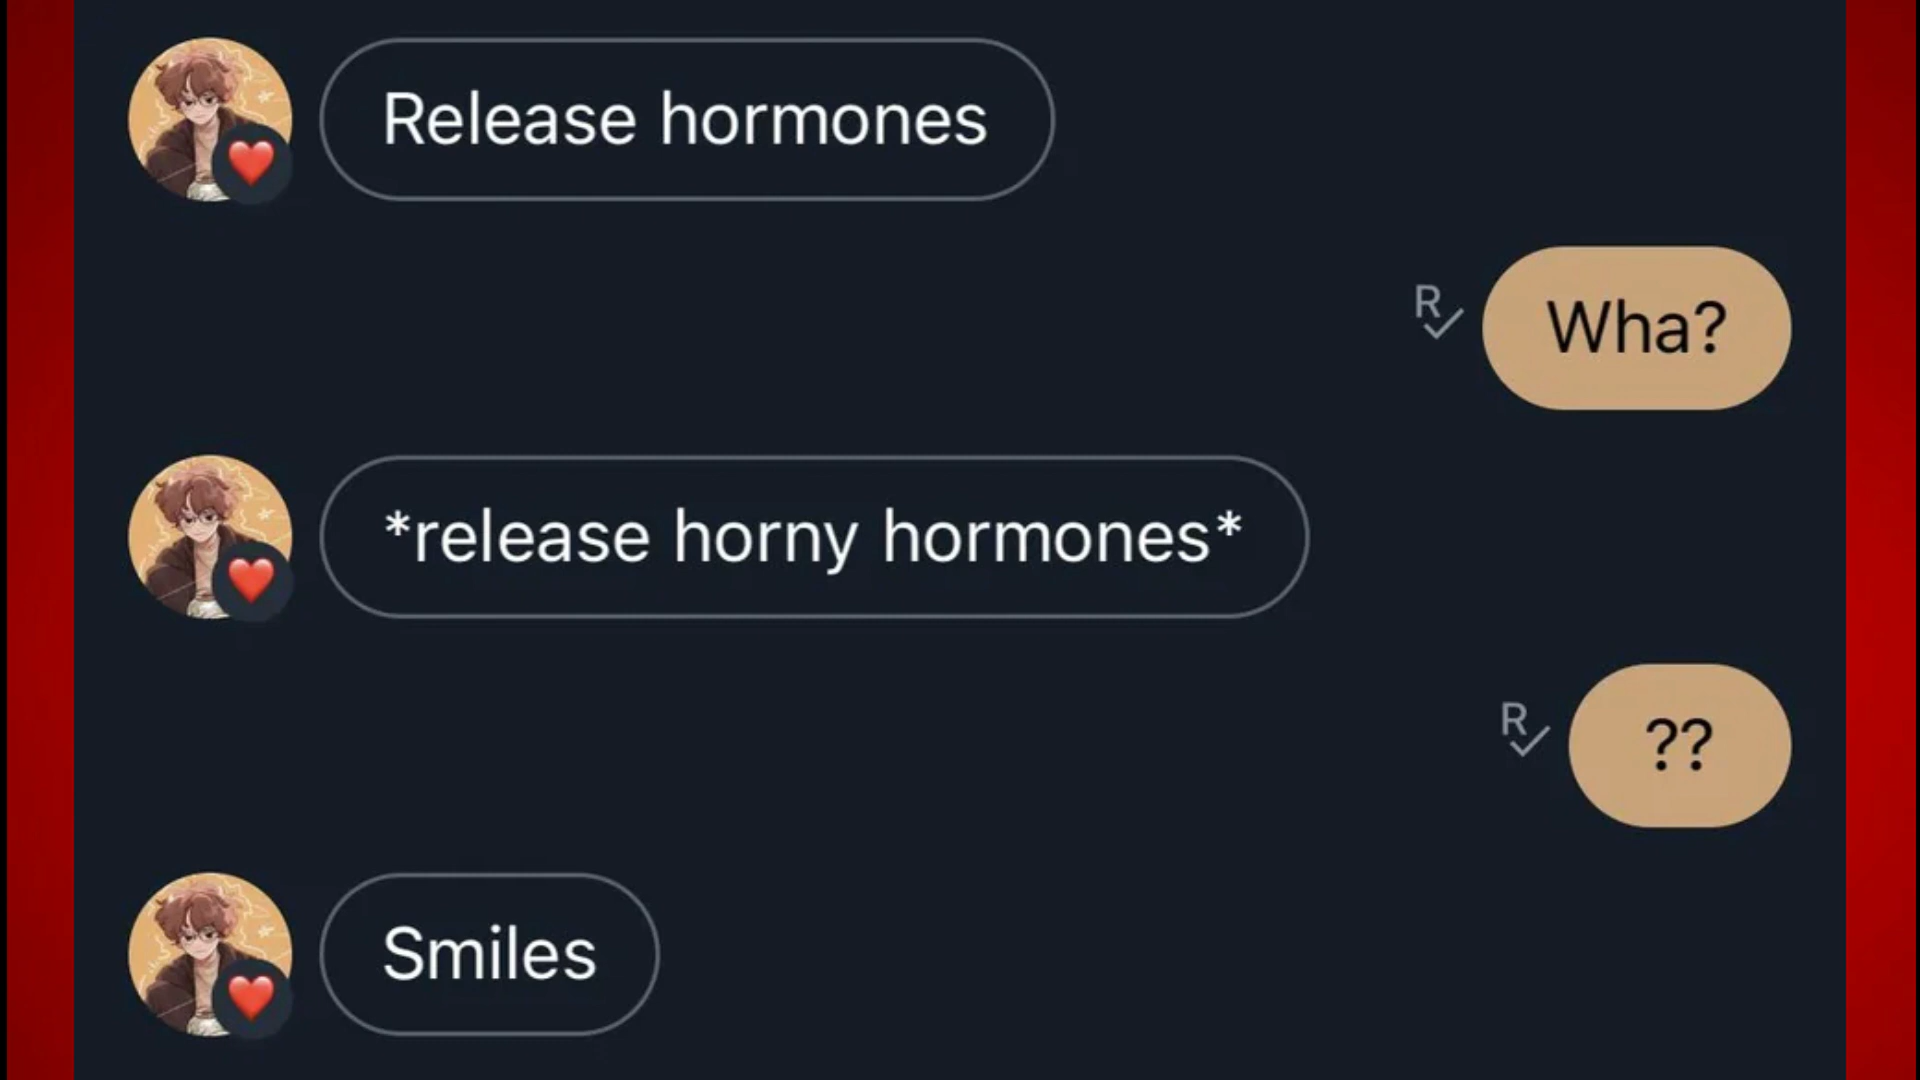 Release hormones
R
Wha?
*release horny hormones*
R
??
Smiles